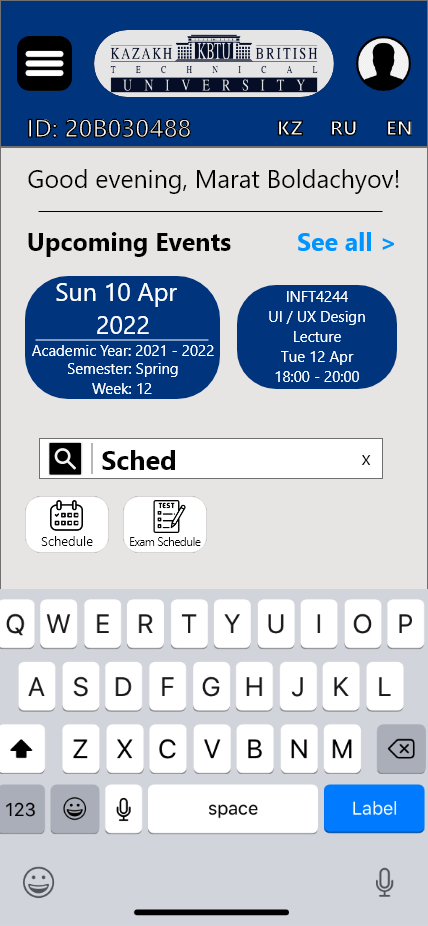 KAZAKH KBTU BRITISH
TECHNICAL
UNIVERSITY
ID: 20B030488 KZ RU EN
Good evening, Marat Boldachyov!
Upcoming Events See all >
Sun 10 Apr
2022
Academic Year: 2021 - 2022
Semester: Spring
Week: 12
INFT4244
UI / UX Design
Lecture
Tue 12 Apr
18:00 - 20:00
Sched x
Schedule
TEST
Exam Schedule
Q W E R T Y U I O P
A S D F G H J K L
Z X C V B N M
123 space Label